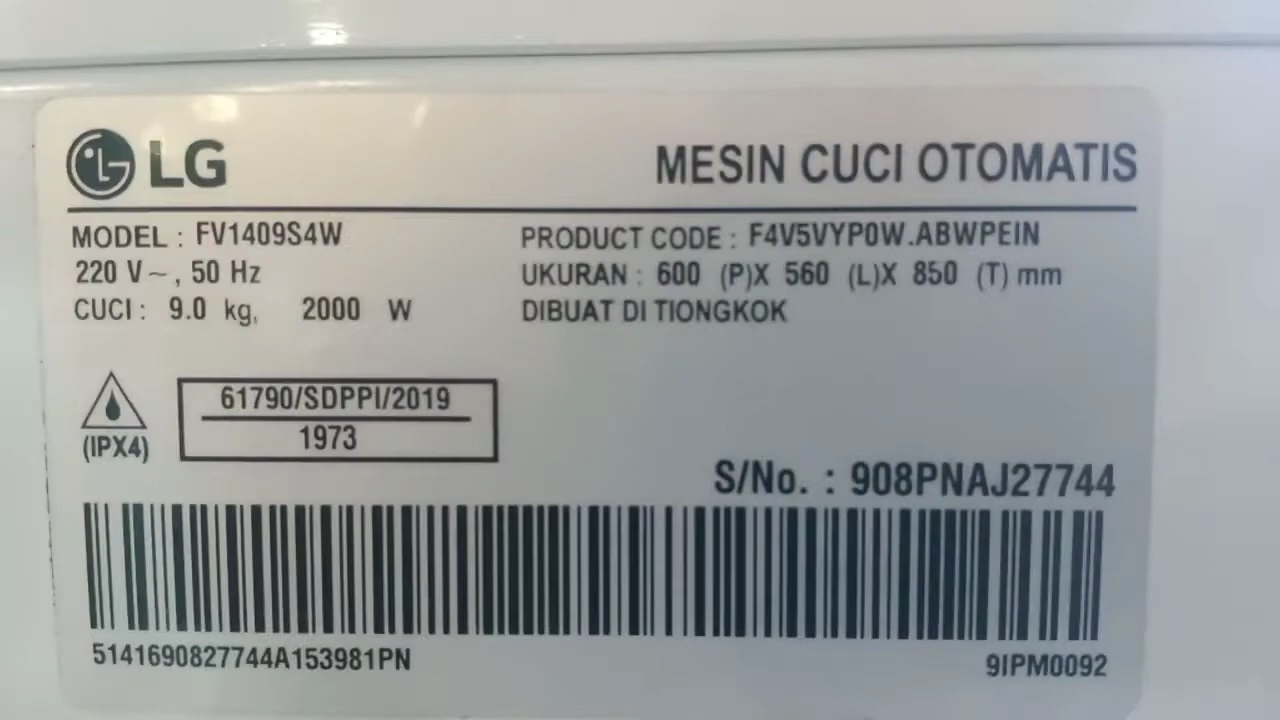 LG MESIN CUCI OTOMATIS
MODEL : FV1409S4W PRODUCT CODE : F4V5VYP0W.ABWPEIN
220 V~, 50 Hz UKURAN : 600 (P)X 560 (L)X 850 (T) mm
CUCI : 9.0 kg, 2000 W DIBUAT DI TIONGKOK
61790/SDPPI/2019
1973
(IPX4)
S/No. : 908PNAJ27744
5141690827744A153981PN 9IPM0092